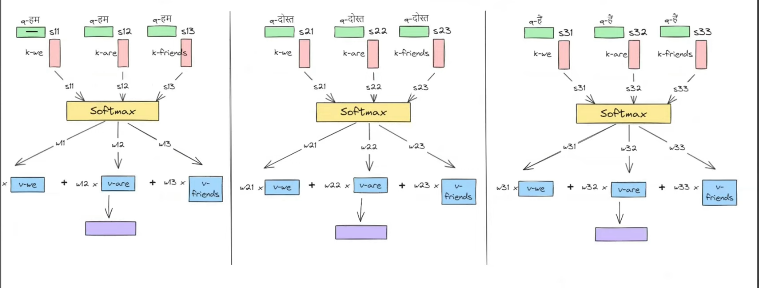 q-हम q-हम q-हम
s11 s12 s13
k-we k-are k-friends
s11 s12 s13
Softmax
w11 w12 w13
x v-we + w12 x v-are + w13 x v-friends
q-दोस्त q-दोस्त q-दोस्त
s21 s22 s23
k-we k-are k-friends
s21 s22 s23
Softmax
w21 w22 w23
w21 x v-we + w22 x v-are + w23 x v-friends
q-हैं q-हैं q-हैं
s31 s32 s33
k-we k-are k-friends
s31 s32 s33
Softmax
w31 w32 w33
w31 x v-we + w32 x v-are + w33 x v-friends